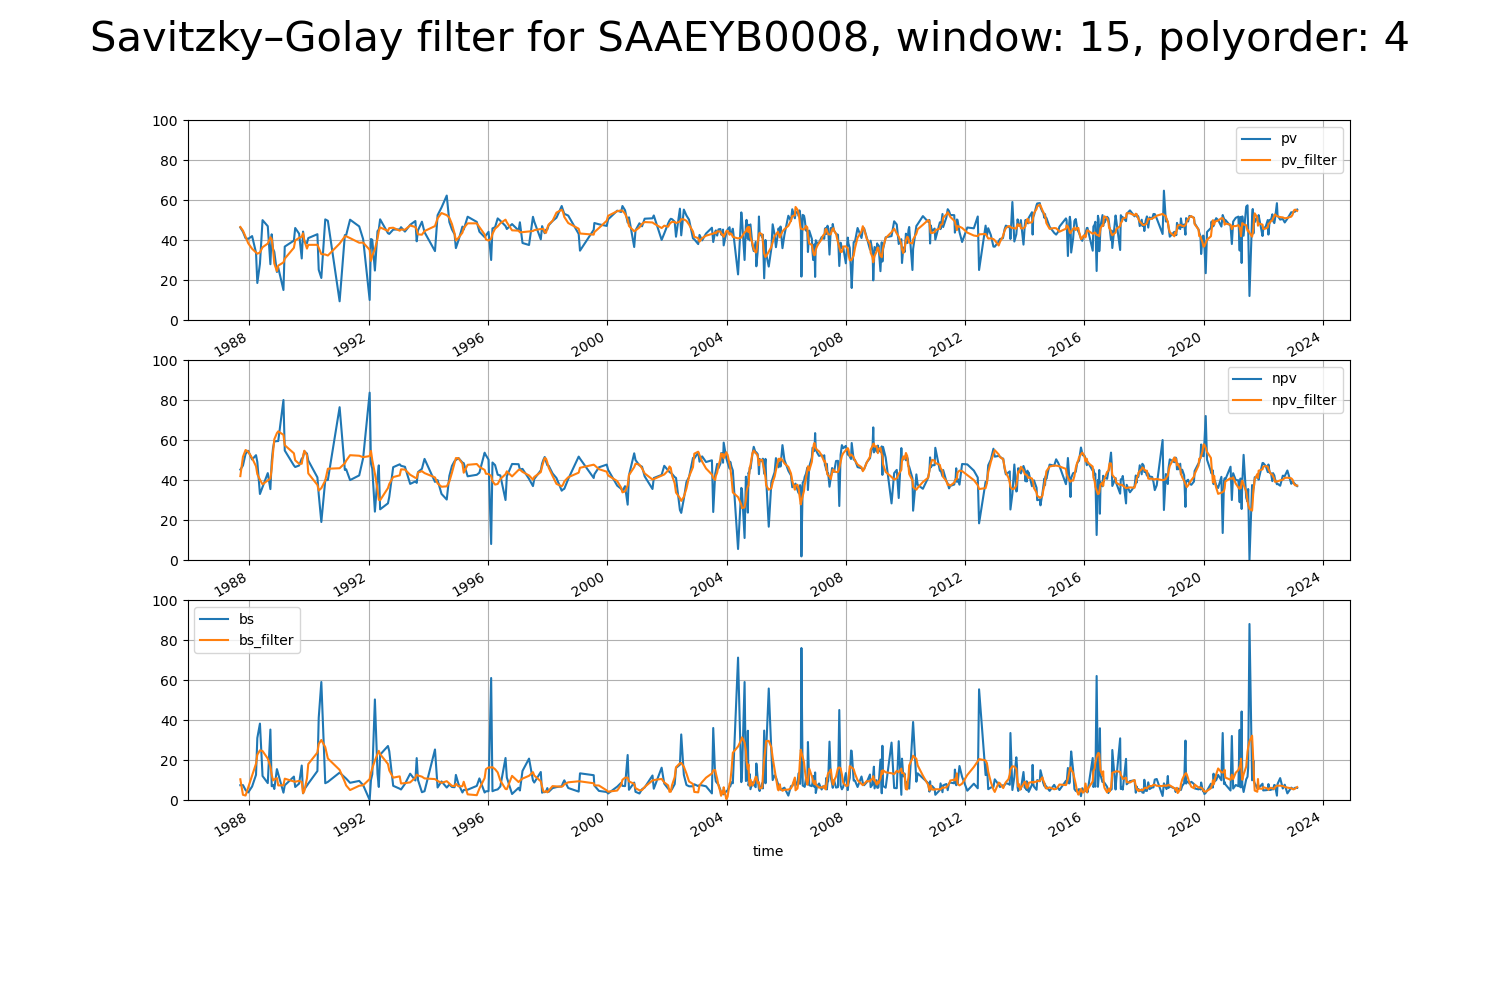 Savitzky–Golay filter for SAAEYB0008, window: 15, polyorder: 4
100
80
60
40
20
0
pv
pv_filter
1988 1992 1996 2000 2004 2008 2012 2016 2020 2024
100
80
60
40
20
0
npv
npv_filter
1988 1992 1996 2000 2004 2008 2012 2016 2020 2024
100
80
60
40
20
0
bs
bs_filter
1988 1992 1996 2000 2004 2008 2012 2016 2020 2024
time